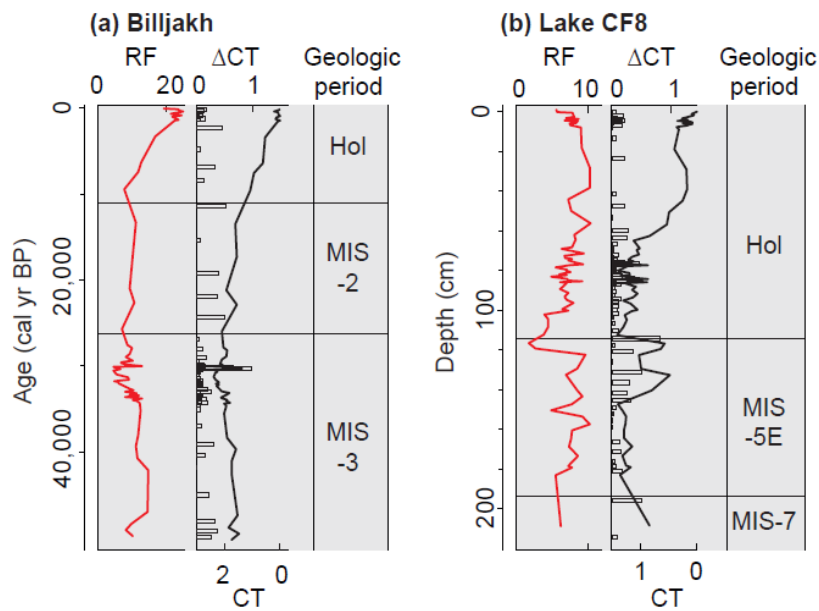 (a) Billjakh
RF ΔCT Geologic
0 20 0 1 period
0
20,000
40,000
Age (cal yr BP)
Hol
MIS
-2
MIS
-3
2 0
CT
(b) Lake CF8
RF ΔCT Geologic
0 10 0 1 period
0
100
200
Depth (cm)
Hol
MIS
-5E
MIS-7
1 0
CT